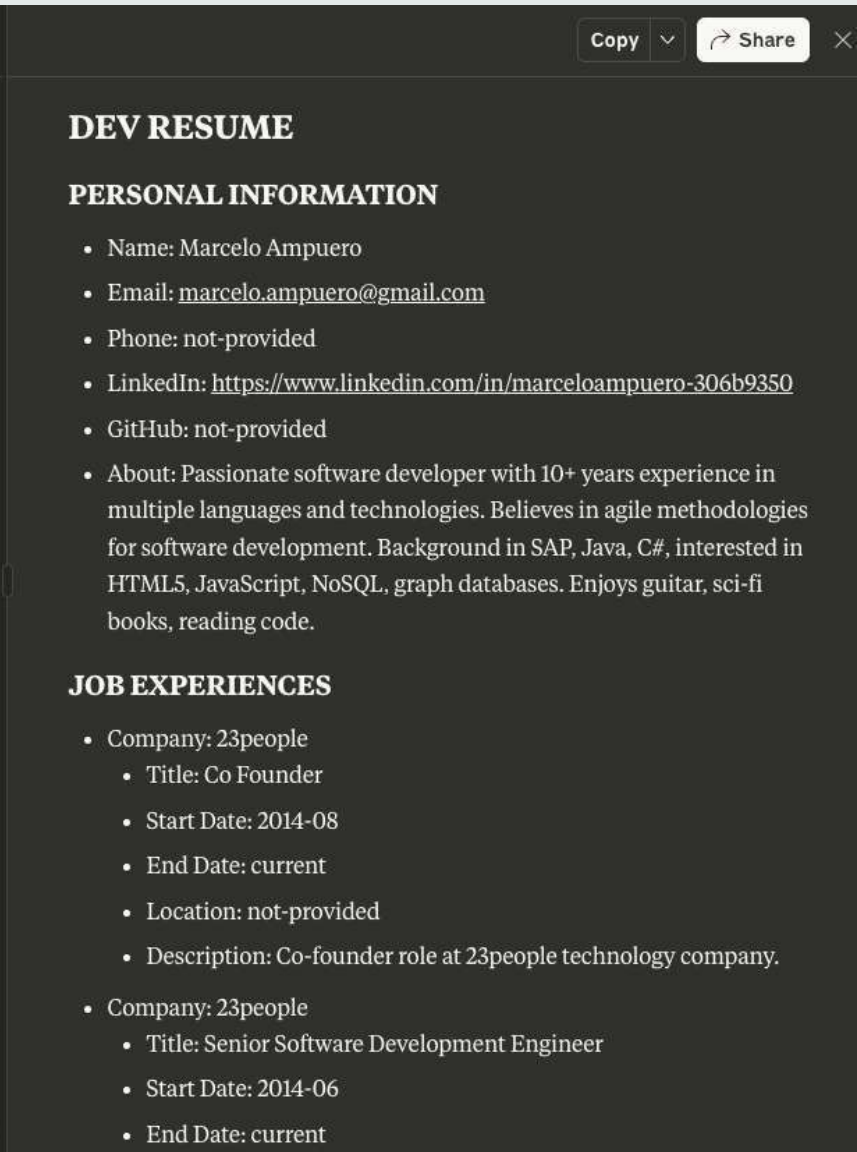 Copy
Share
DEV RESUME
PERSONAL INFORMATION
• Name: Marcelo Ampuero
• Email: marcelo.ampuero@gmail.com
• Phone: not-provided
• LinkedIn: https://www.linkedin.com/in/marceloampuero-306b9350
• GitHub: not-provided
• About: Passionate software developer with 10+ years experience in
multiple languages and technologies. Believes in agile methodologies
for software development. Background in SAP, Java, C#, interested in
HTML5, JavaScript, NoSQL, graph databases. Enjoys guitar, sci-fi
books, reading code.
JOB EXPERIENCES
• Company: 23people
• Title: Co Founder
• Start Date: 2014-08
• End Date: current
• Location: not-provided
• Description: Co-founder role at 23people technology company.
• Company: 23people
• Title: Senior Software Development Engineer
• Start Date: 2014-06
• End Date: current